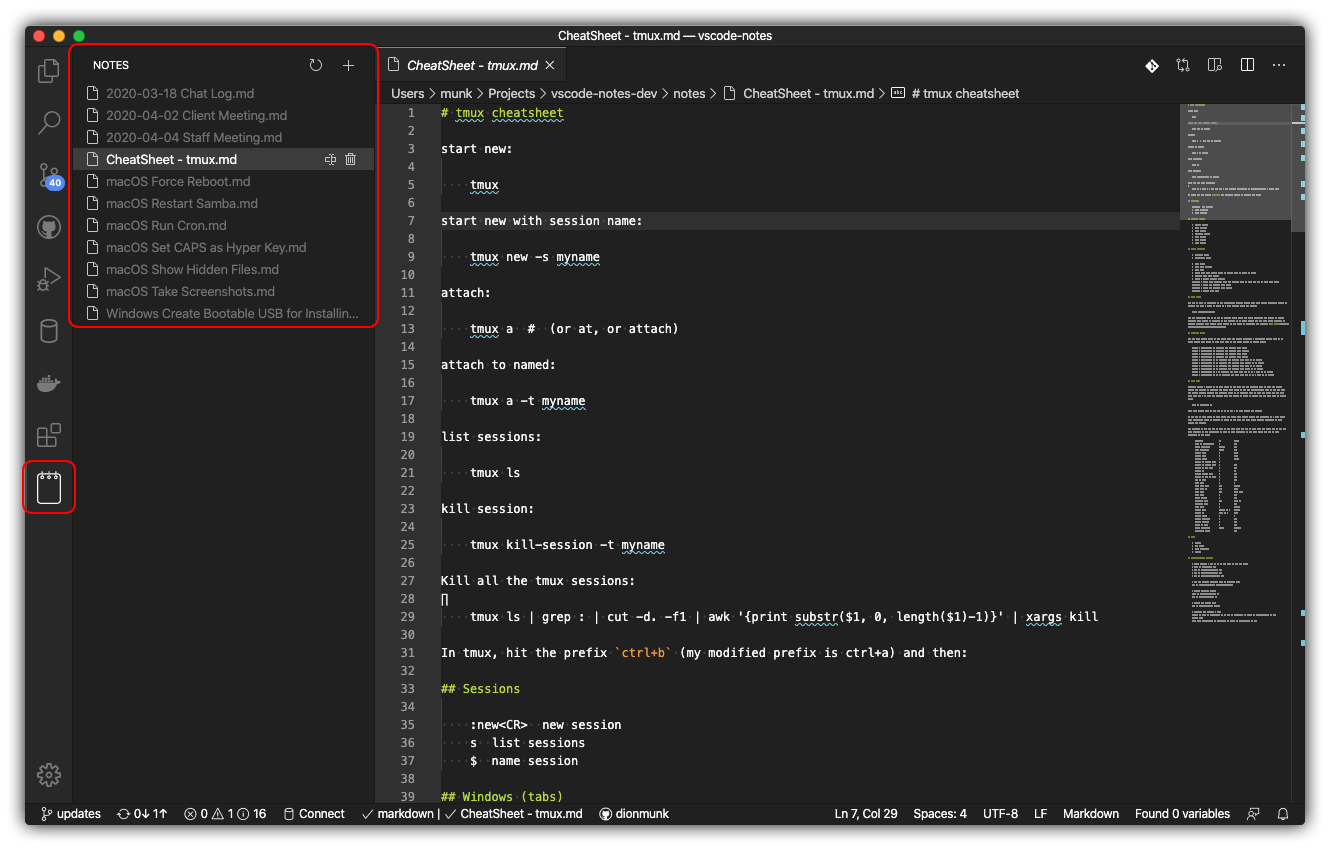 CheatSheet - tmux.md — vscode-notes
NOTES
2020-03-18 Chat Log.md
2020-04-02 Client Meeting.md
2020-04-04 Staff Meeting.md
CheatSheet - tmux.md
macOS Force Reboot.md
macOS Restart Samba.md
macOS Run Cron.md
macOS Set CAPS as Hyper Key.md
macOS Show Hidden Files.md
macOS Take Screenshots.md
Windows Create Bootable USB for Installin...
40
CheatSheet - tmux.md
Users > munk > Projects > vscode-notes-dev > notes > CheatSheet - tmux.md > abc # tmux cheatsheet
1 # tmux cheatsheet
2
3 start new:
4
5 tmux
6
7 start new with session name:
8
9 tmux new -s myname
10
11 attach:
12
13 tmux a # (or at, or attach)
14
15 attach to named:
16
17 tmux a -t myname
18
19 list sessions:
20
21 tmux ls
22
23 kill session:
24
25 tmux kill-session -t myname
26
27 Kill all the tmux sessions:
28
29 tmux ls | grep : | cut -d. -f1 | awk '{print substr($1, 0, length($1)-1)}' | xargs kill
30
31 In tmux, hit the prefix `ctrl+b` (my modified prefix is ctrl+a) and then:
32
33 ## Sessions
34
35 :new<CR> new session
36 s list sessions
37 $ name session
38
39 ## Windows (tabs)
updates 0↓ 1↑ 0 1 16 Connect ✓ markdown | ✓ CheatSheet - tmux.md dionmunk Ln 7, Col 29 Spaces: 4 UTF-8 LF Markdown Found 0 variables